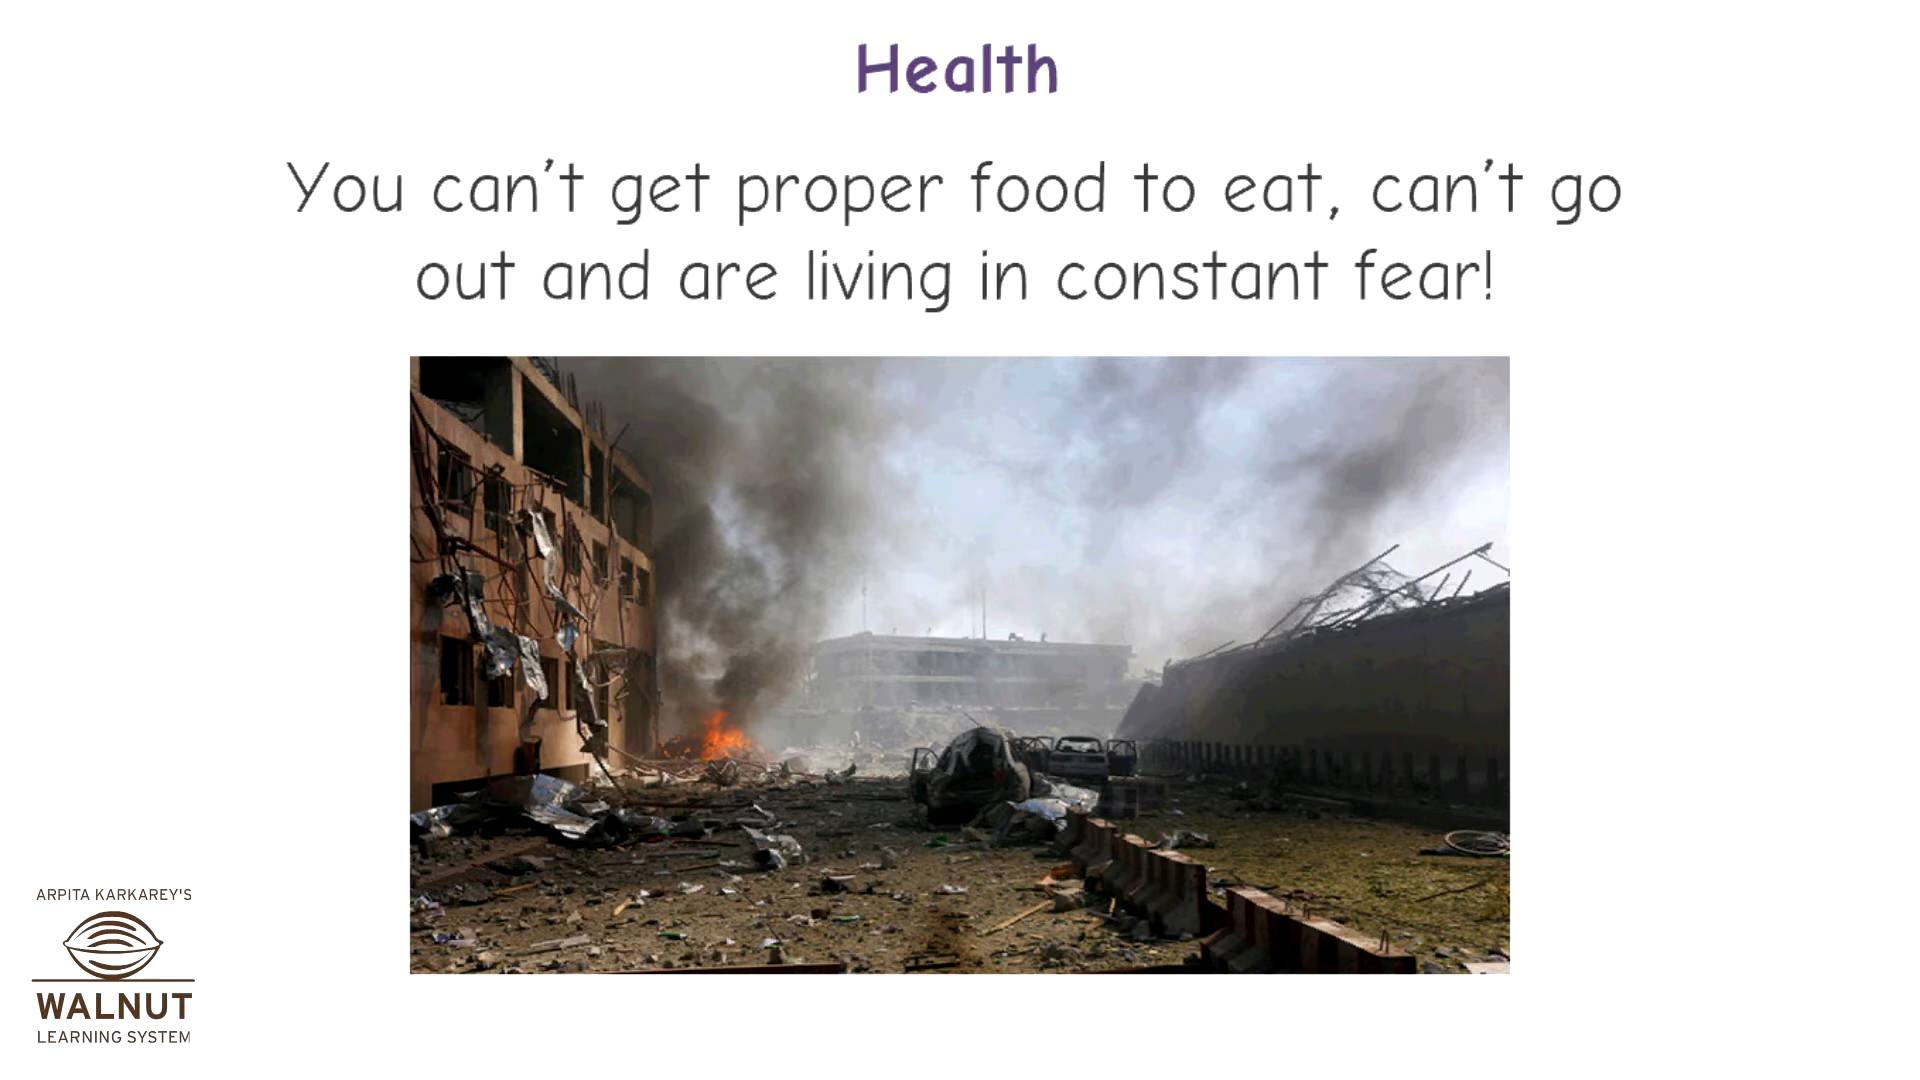 Health
You can't get proper food to eat, can't go
out and are living in constant fear!
ARPITA KARKAREY'S
WALNUT
LEARNING SYSTEM